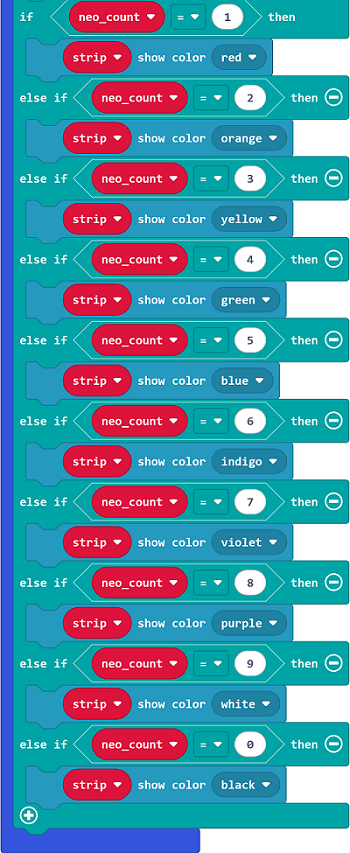 if neo_count = 1 then
strip show color red
else if neo_count = 2 then
strip show color orange
else if neo_count = 3 then
strip show color yellow
else if neo_count = 4 then
strip show color green
else if neo_count = 5 then
strip show color blue
else if neo_count = 6 then
strip show color indigo
else if neo_count = 7 then
strip show color violet
else if neo_count = 8 then
strip show color purple
else if neo_count = 9 then
strip show color white
else if neo_count = 0 then
strip show color black